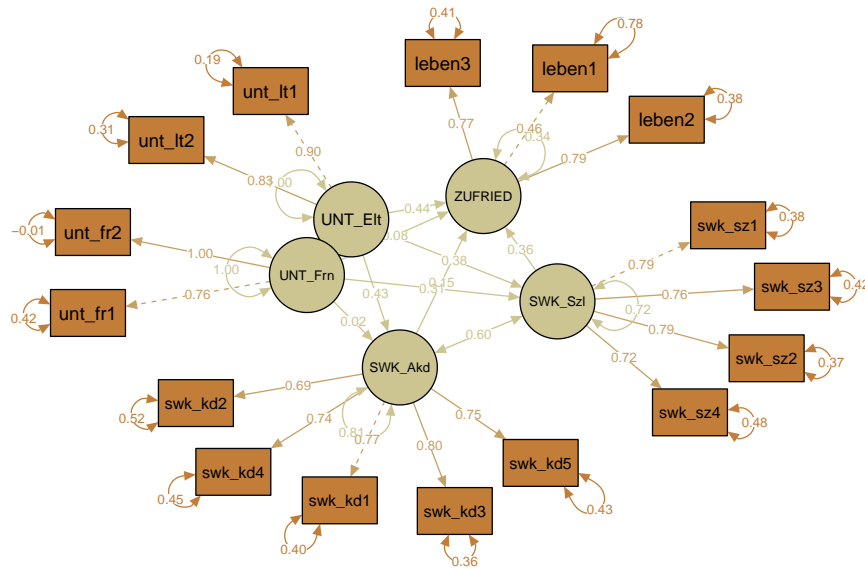 0.41
0.78
leben3
leben1
0.19
unt_lt1
0.38
leben2
0.31
unt_lt2
0.77
0.46
0.34
0.90
0.79
0.83
1.00
ZUFRIED
0.44
UNT_Elt
−0.01
unt_fr2
0.08
swk_sz1
0.38
1.00
0.38
0.36
0.79
UNT_Frn
1.00
0.15
0.31
0.76
swk_sz3
0.42
0.42
unt_fr1
0.76
0.43
SWK_Szl
0.72
0.02
0.60
0.79
swk_sz2
0.37
0.72
SWK_Akd
0.69
swk_kd2
0.52
swk_sz4
0.48
0.74
0.75
0.81
0.77
0.80
swk_kd4
0.45
swk_kd5
0.43
swk_kd1
0.40
swk_kd3
0.36